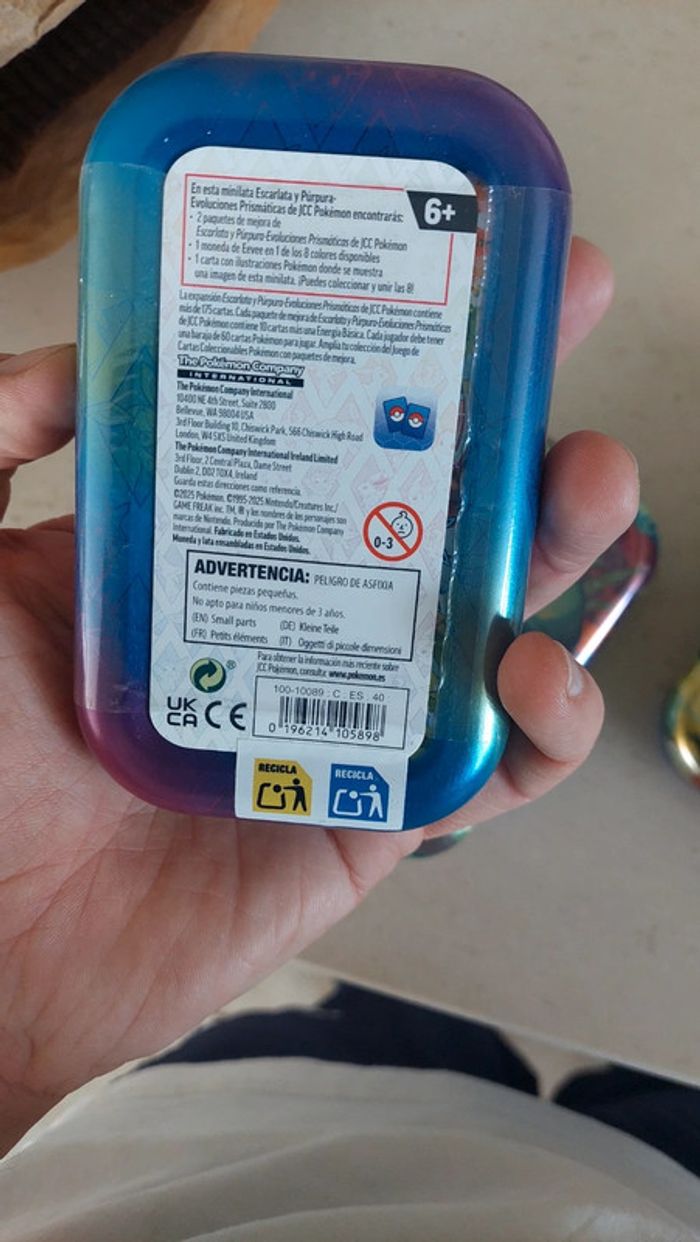 En esta minilata Escarlata y Púrpura-
Evoluciones Prismáticas de JCC Pokémon encontrarás:
6+
• 2 paquetes de mejora de
Escarlata y Púrpura-Evoluciones Prismáticas de JCC Pokémon
• 1 moneda de Eevee en 1 de los 8 colores disponibles
• 1 carta con ilustraciones Pokémon donde se muestra
una imagen de esta minilata. ¡Puedes coleccionar y unir las 8!
La expansión Escarlata y Púrpura-Evoluciones Prismáticas de JCC Pokémon contiene
más de 175 cartas. Cada paquete de mejora de Escarlata y Púrpura-Evoluciones Prismáticas
de JCC Pokémon contiene 10 cartas más una Energía Básica. Cada jugador debe tener
una baraja de 60 cartas Pokémon para jugar. Amplía tu colección del Juego de
Cartas Coleccionables Pokémon con paquetes de mejora.
The Pokémon Company
INTERNATIONAL
The Pokémon Company International
10400 NE 4th Street, Suite 2800
Bellevue, WA 98004 USA
3rd Floor Building 10, Chiswick Park, 566 Chiswick High Road
London, W4 5XS United Kingdom
The Pokémon Company International Ireland Limited
3rd Floor, 2 Central Plaza, Dame Street
Dublin 2, D02 T0X4, Ireland
Guarda estas direcciones como referencia.
©2025 Pokémon. ©1995-2025 Nintendo/Creatures Inc./
GAME FREAK inc. TM, ® y los nombres de los personajes son
marcas de Nintendo. Producido por The Pokémon Company
International. Fabricado en Estados Unidos.
Moneda y lata ensambladas en Estados Unidos.
0-3
ADVERTENCIA: PELIGRO DE ASFIXIA
Contiene piezas pequeñas.
No apto para niños menores de 3 años.
(EN) Small parts (DE) Kleine Teile
(FR) Petits éléments (IT) Oggetti di piccole dimensioni
Para obtener la información más reciente sobre
JCC Pokémon, consulta: www.pokemon.es
®
UK
CA CE
100-10089 : C . ES . 40
0 196214 105898
RECICLA
RECICLA